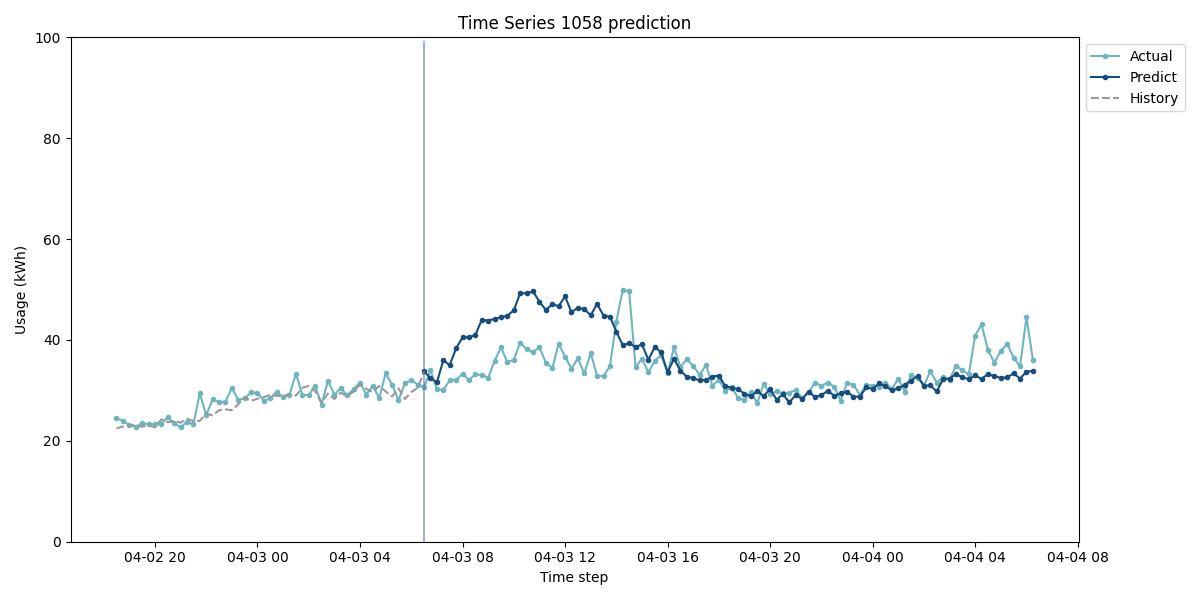 Time Series 1058 prediction
100
80
60
40
20
0
Usage (kWh)
04-02 20 04-03 00 04-03 04 04-03 08 04-03 12 04-03 16 04-03 20 04-04 00 04-04 04 04-04 08
Time step
Actual
Predict
History